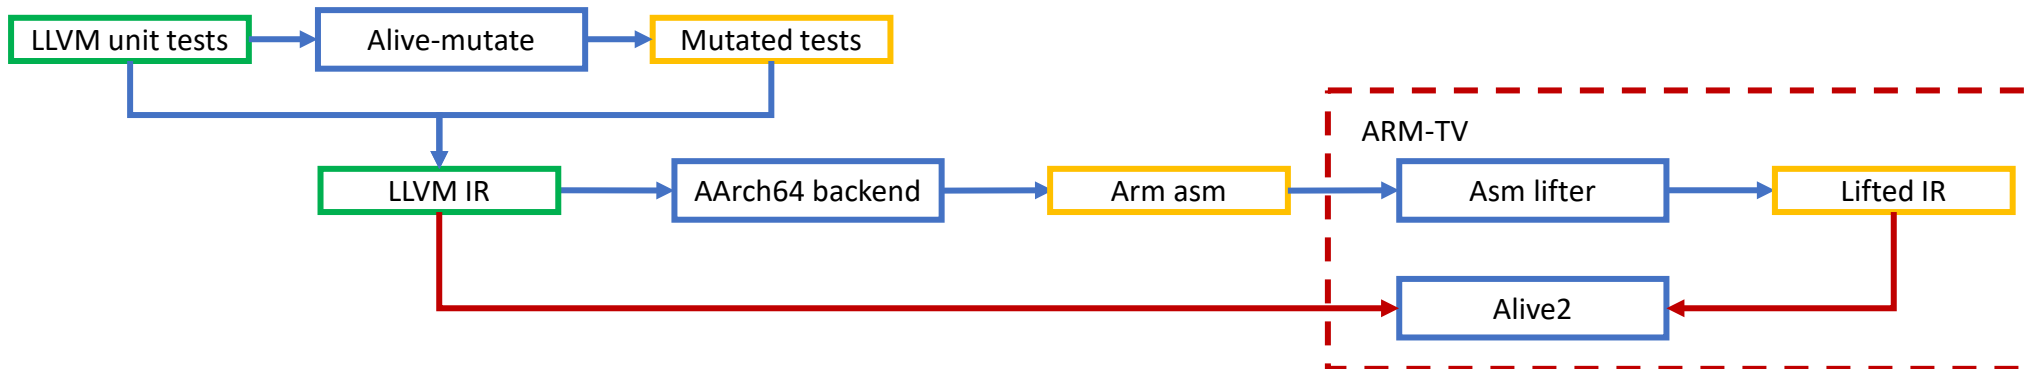 LLVM unit tests
Alive-mutate
Mutated tests
ARM-TV
LLVM IR
AArch64 backend
Arm asm
Asm lifter
Lifted IR
Alive2